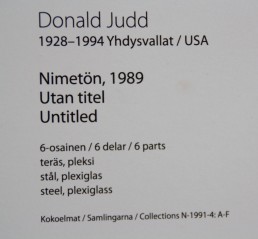 Donald Judd
1928–1994 Yhdysvallat / USA
Nimetön, 1989
Utan titel
Untitled
6-osainen / 6 delar / 6 parts
teräs, pleksi
stål, plexiglas
steel, plexiglass
Kokoelmat / Samlingarna / Collections N-1991-4: A-F